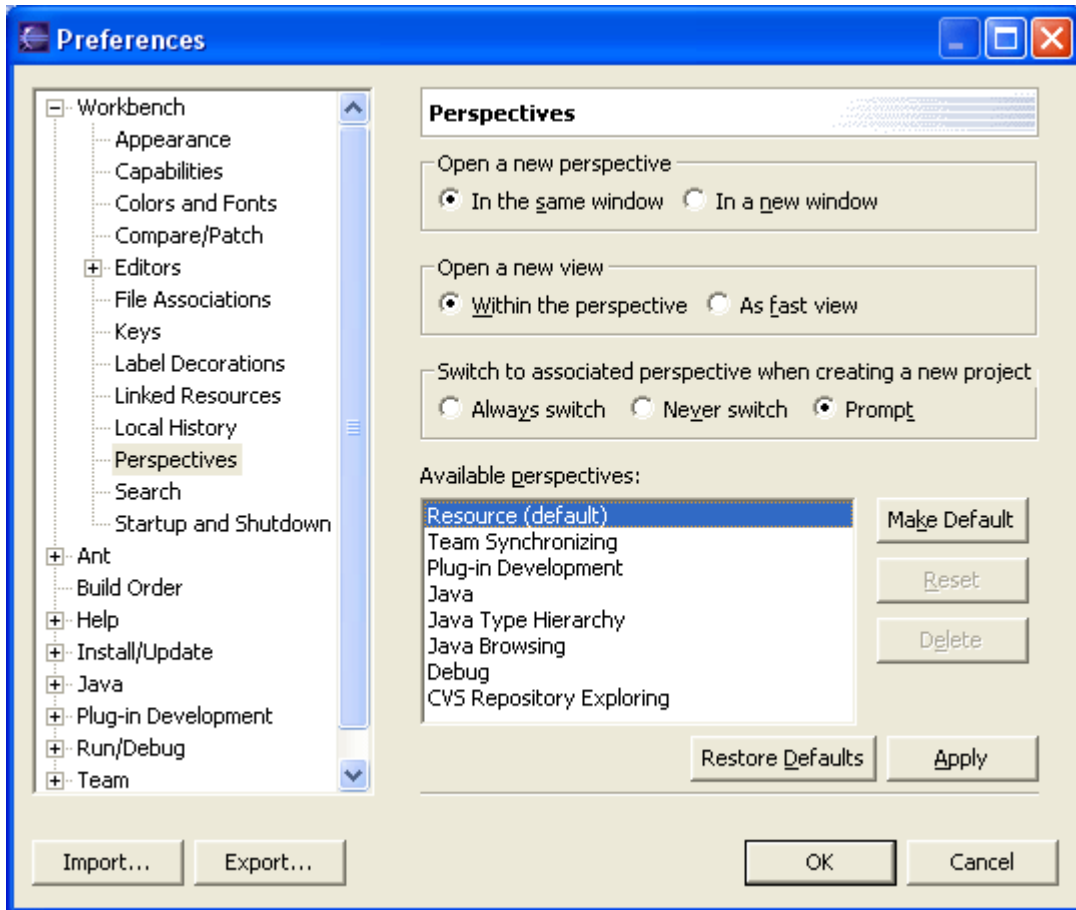 Preferences
Workbench
Appearance
Capabilities
Colors and Fonts
Compare/Patch
Editors
File Associations
Keys
Label Decorations
Linked Resources
Local History
Perspectives
Search
Startup and Shutdown
Ant
Build Order
Help
Install/Update
Java
Plug-in Development
Run/Debug
Team
Perspectives
Open a new perspective
In the same window In a new window
Open a new view
Within the perspective As fast view
Switch to associated perspective when creating a new project
Always switch Never switch Prompt
Available perspectives:
Resource (default)
Team Synchronizing
Plug-in Development
Java
Java Type Hierarchy
Java Browsing
Debug
CVS Repository Exploring
Make Default
Reset
Delete
Restore Defaults Apply
Import... Export... OK Cancel